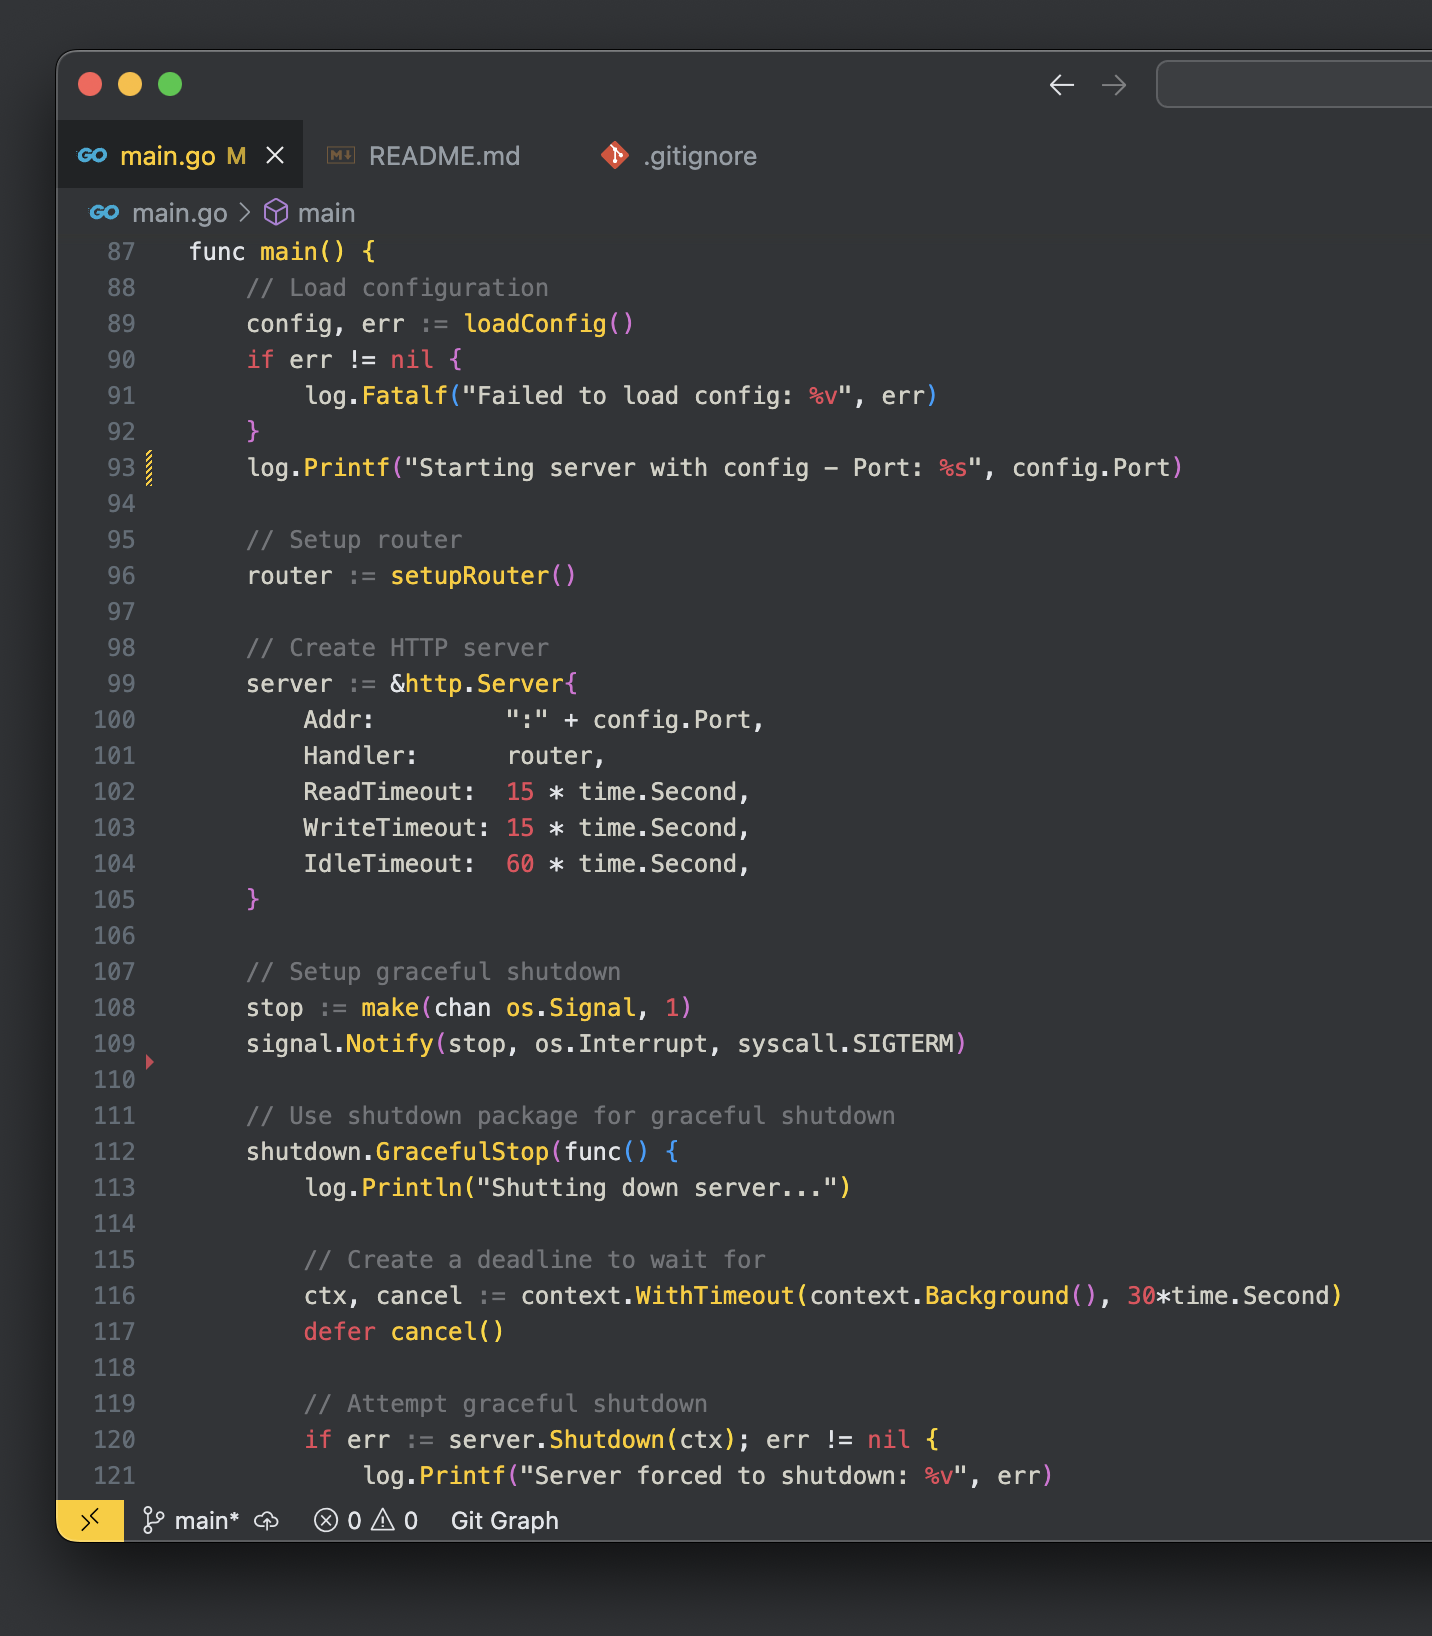 GO main.go M
README.md
.gitignore
GO main.go > main
87 func main() {
88     // Load configuration
89     config, err := loadConfig()
90     if err != nil {
91         log.Fatalf("Failed to load config: %v", err)
92     }
93     log.Printf("Starting server with config - Port: %s", config.Port)
94
95     // Setup router
96     router := setupRouter()
97
98     // Create HTTP server
99     server := &http.Server{
100         Addr:         ":" + config.Port,
101         Handler:      router,
102         ReadTimeout:  15 * time.Second,
103         WriteTimeout: 15 * time.Second,
104         IdleTimeout:  60 * time.Second,
105     }
106
107     // Setup graceful shutdown
108     stop := make(chan os.Signal, 1)
109     signal.Notify(stop, os.Interrupt, syscall.SIGTERM)
110
111     // Use shutdown package for graceful shutdown
112     shutdown.GracefulStop(func() {
113         log.Println("Shutting down server...")
114
115         // Create a deadline to wait for
116         ctx, cancel := context.WithTimeout(context.Background(), 30*time.Second)
117         defer cancel()
118
119         // Attempt graceful shutdown
120         if err := server.Shutdown(ctx); err != nil {
121             log.Printf("Server forced to shutdown: %v", err)
main* 0 0 Git Graph